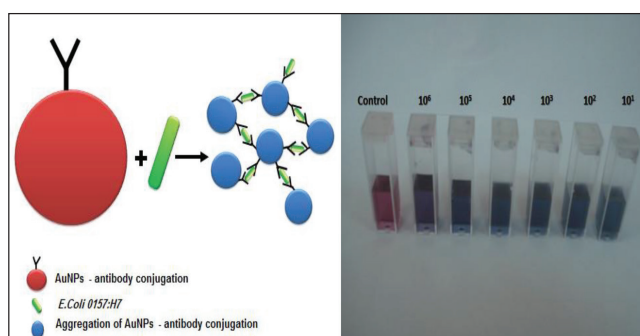 AuNPs - antibody conjugation
E.Coli 0157:H7
Aggregation of AuNPs - antibody conjugation
Control 10⁶ 10⁵ 10⁴ 10³ 10² 10¹